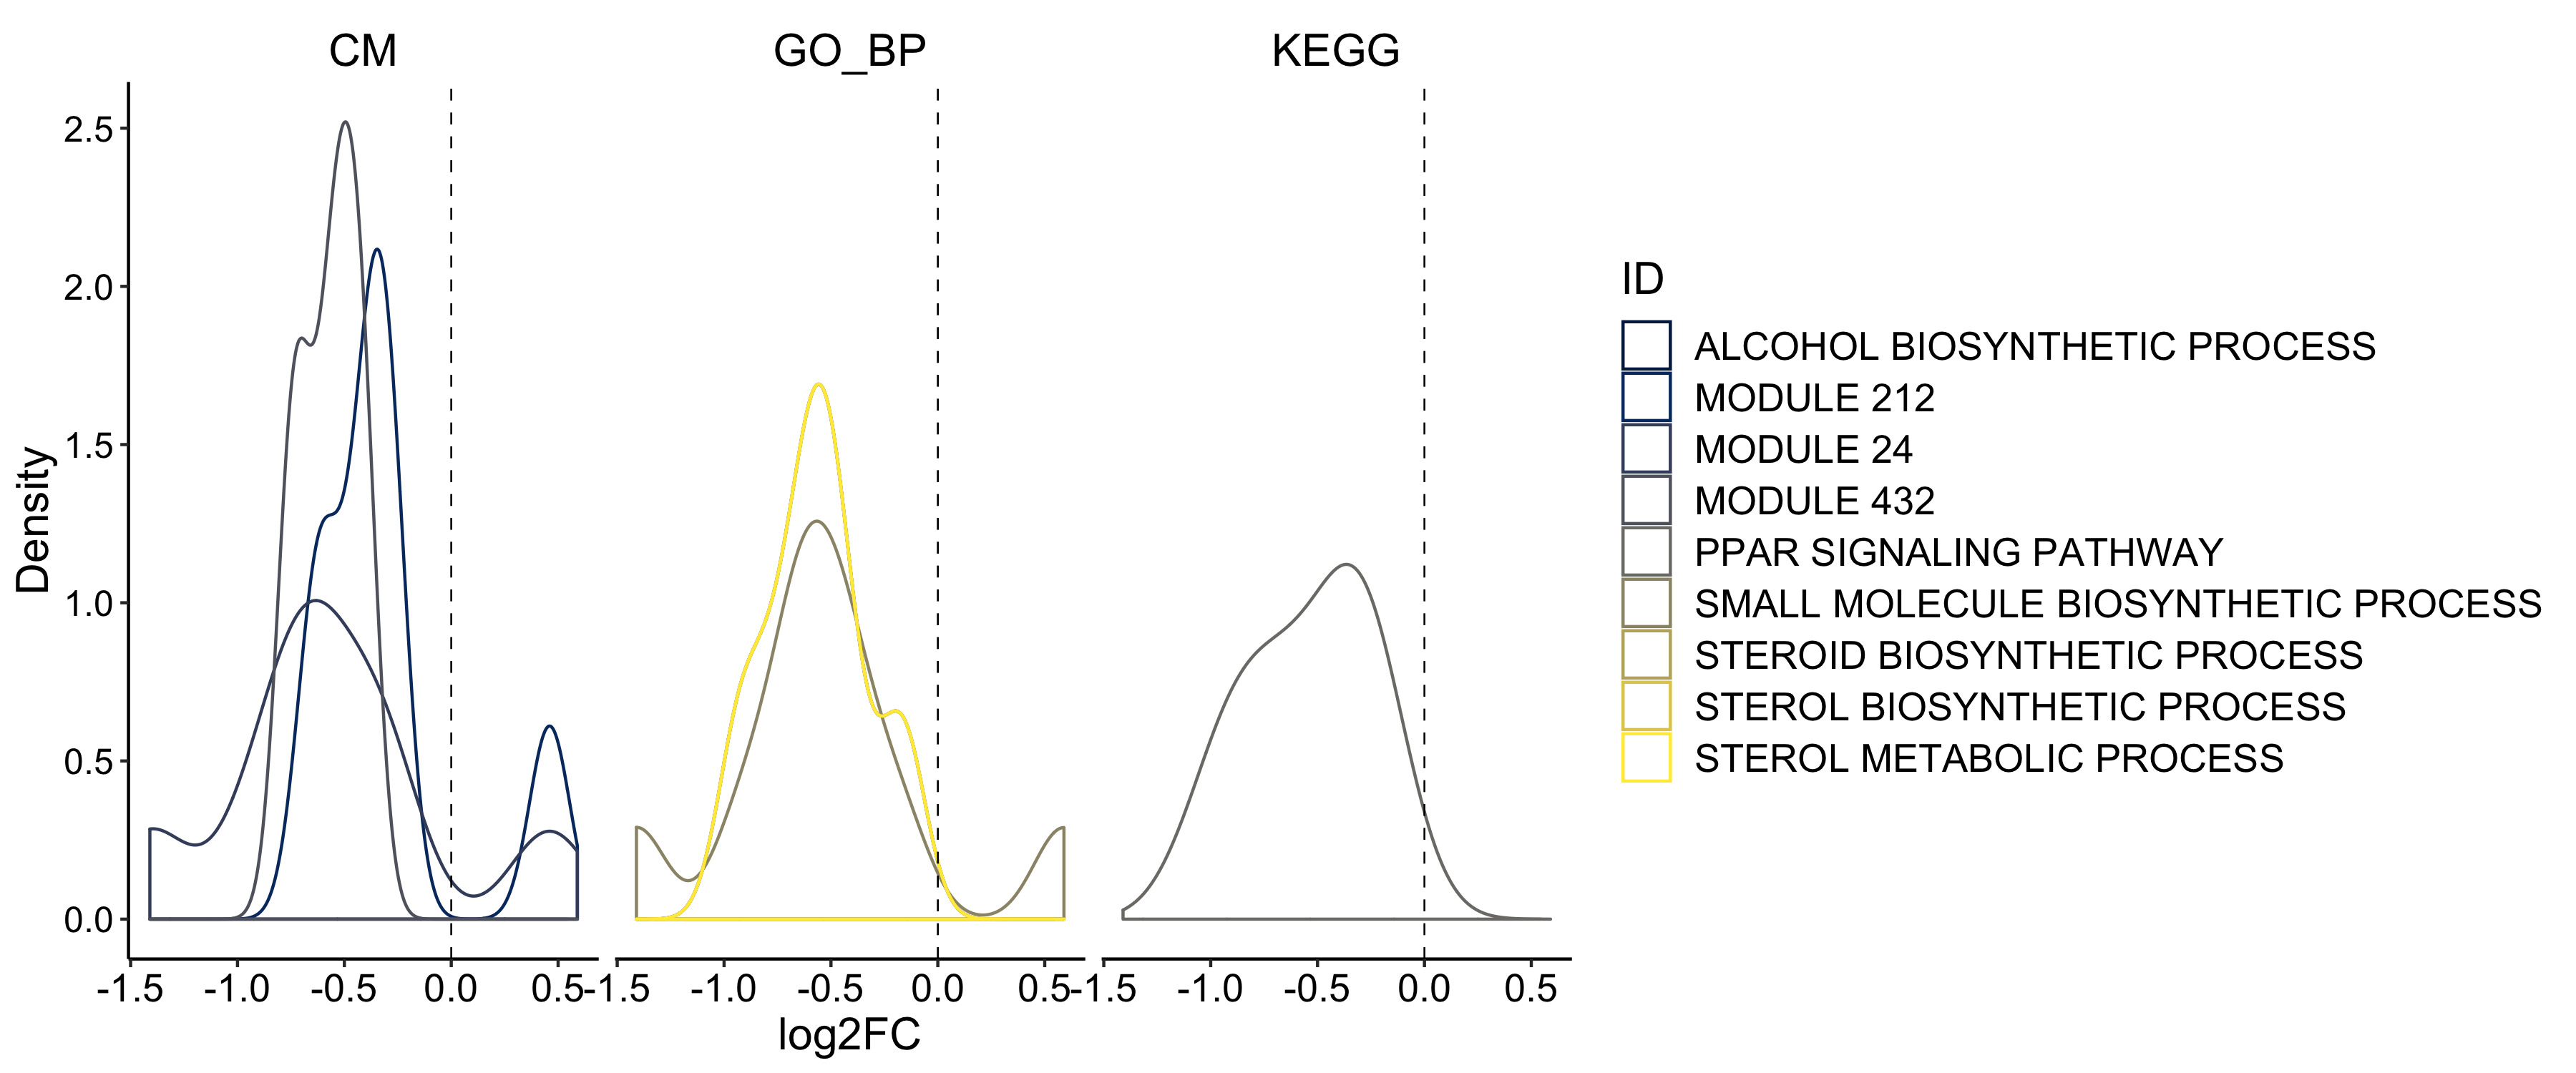 CM GO_BP KEGG
2.5
2.0
1.5
1.0
0.5
0.0
Density
-1.5 -1.0 -0.5 0.0 0.5 -1.5 -1.0 -0.5 0.0 0.5 -1.5 -1.0 -0.5 0.0 0.5
log2FC
ID
ALCOHOL BIOSYNTHETIC PROCESS
MODULE 212
MODULE 24
MODULE 432
PPAR SIGNALING PATHWAY
SMALL MOLECULE BIOSYNTHETIC PROCESS
STEROID BIOSYNTHETIC PROCESS
STEROL BIOSYNTHETIC PROCESS
STEROL METABOLIC PROCESS